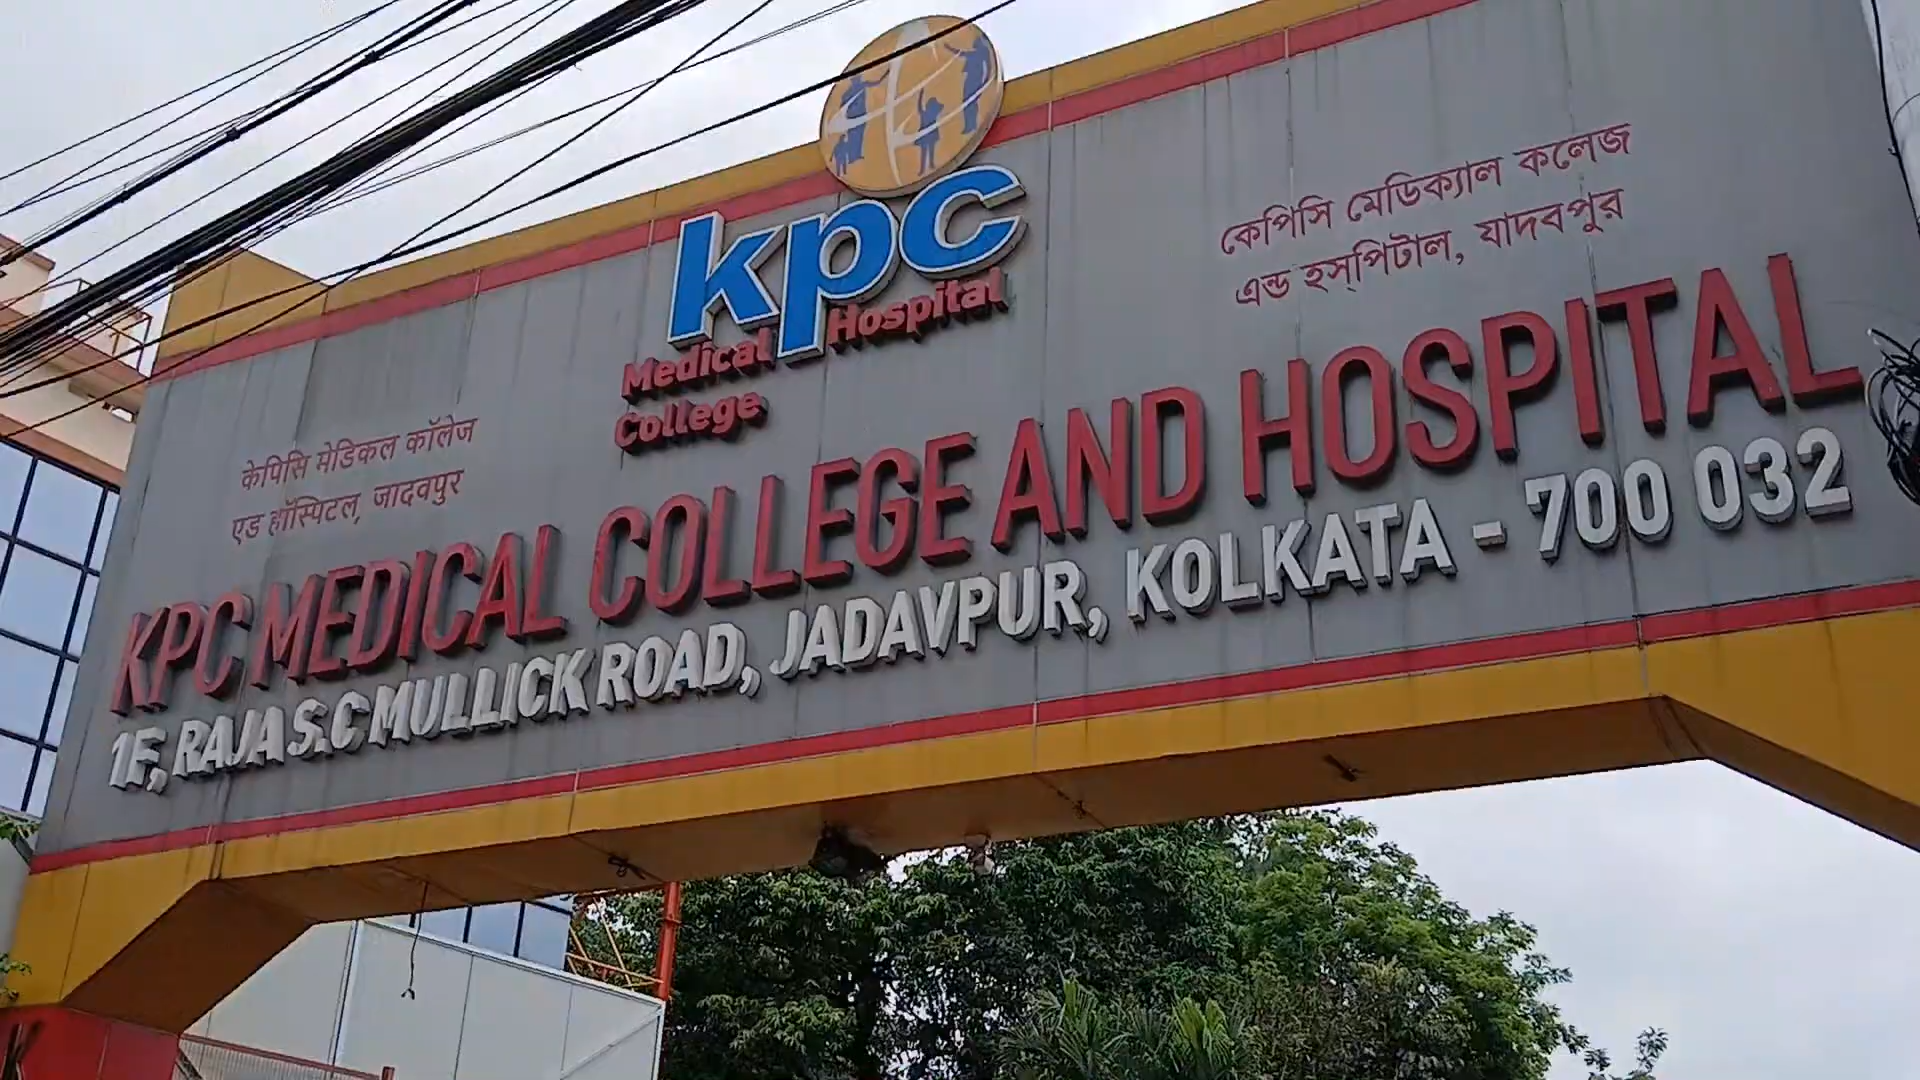 kpc
Medical Hospital
College
কেপিসি মেডিক্যাল কলেজ
এন্ড হস্পিটাল, যাদবপুর
केपिसि मेडिकल कॉलेज
एड हॉस्पिटल, जादवपुर
KPC MEDICAL COLLEGE AND HOSPITAL
1F, RAJA S.C MULLICK ROAD, JADAVPUR, KOLKATA - 700 032